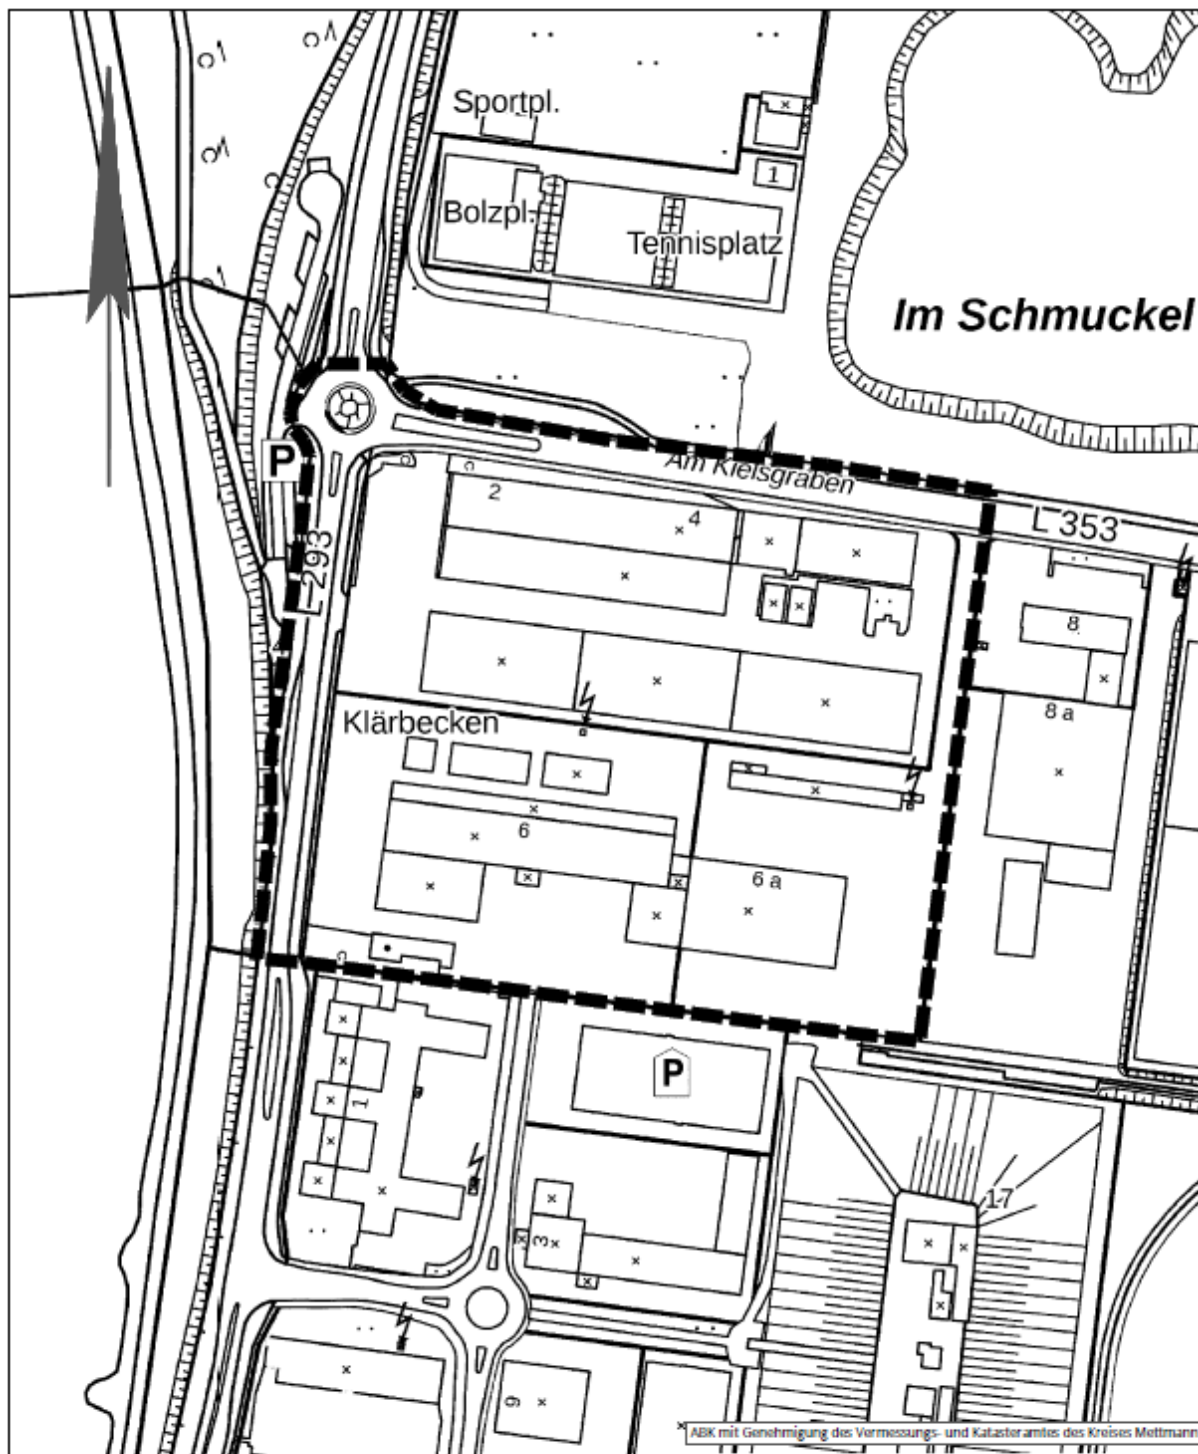 Sportpl.
1
Bolzpl.
Tennisplatz
Im Schmuckel
P
Am Kielsgraben
2
4
L 353
L 293
8
8 a
Klärbecken
6
6 a
P
1
17
3
9
ABK mit Genehmigung des Vermessungs- und Katasteramtes des Kreises Mettmann